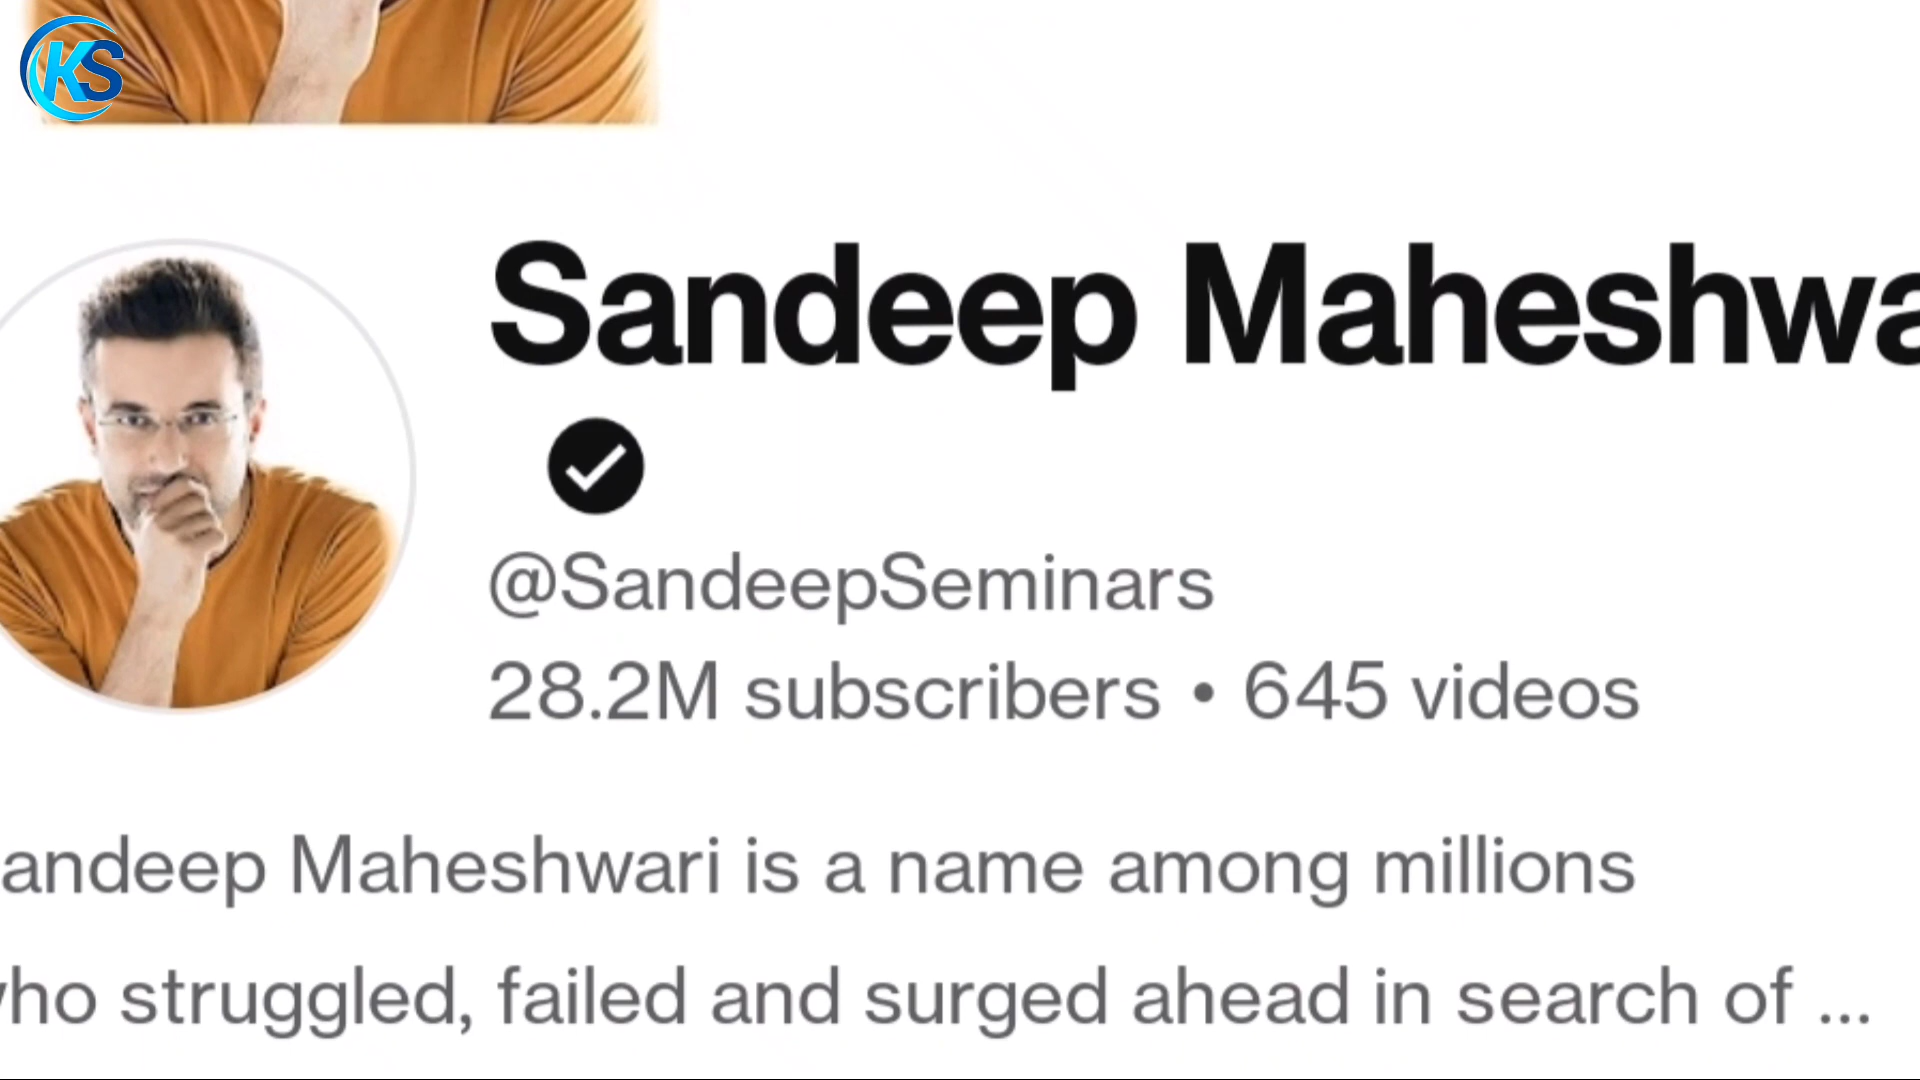 KS
Sandeep Maheshwa
@SandeepSeminars
28.2M subscribers • 645 videos
andeep Maheshwari is a name among millions
who struggled, failed and surged ahead in search of ...